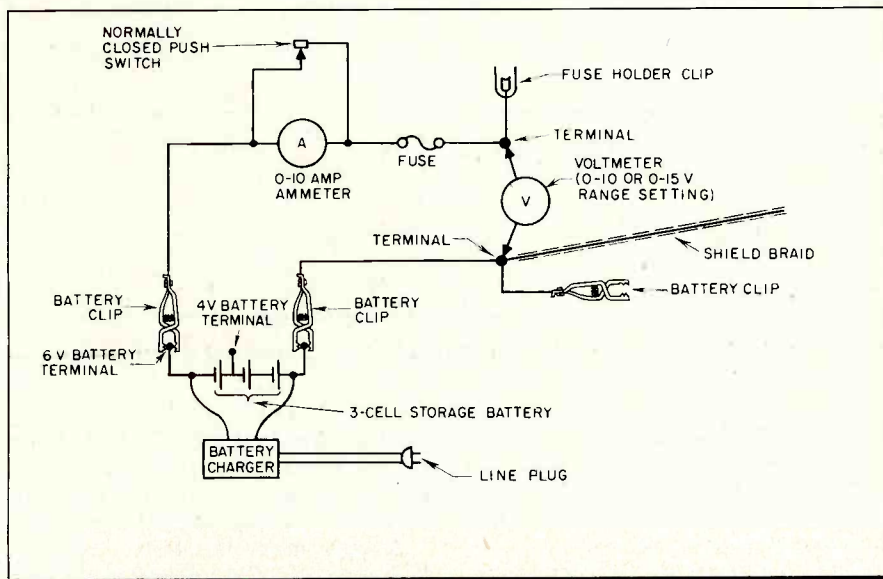 NORMALLY
CLOSED PUSH
SWITCH
FUSE HOLDER CLIP
A
0-10 AMP
AMMETER
FUSE
TERMINAL
VOLTMETER
(0-10 OR 0-15 V
RANGE SETTING)
V
TERMINAL
SHIELD BRAID
BATTERY
CLIP
4V BATTERY
TERMINAL
BATTERY
CLIP
BATTERY CLIP
6 V BATTERY
TERMINAL
3-CELL STORAGE BATTERY
BATTERY
CHARGER
LINE PLUG